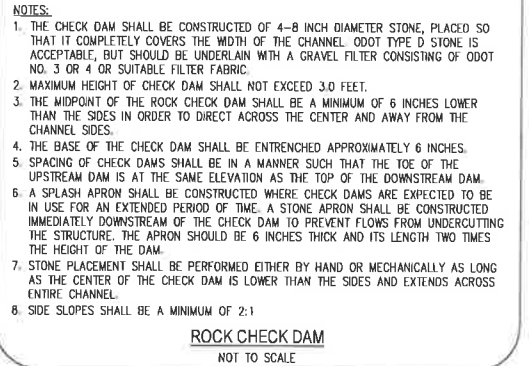 NOTES:
1. THE CHECK DAM SHALL BE CONSTRUCTED OF 4-8 INCH DIAMETER STONE, PLACED SO
THAT IT COMPLETELY COVERS THE WIDTH OF THE CHANNEL. ODOT TYPE D STONE IS
ACCEPTABLE, BUT SHOULD BE UNDERLAIN WITH A GRAVEL FILTER CONSISTING OF ODOT
NO. 3 OR 4 OR SUITABLE FILTER FABRIC.
2. MAXIMUM HEIGHT OF CHECK DAM SHALL NOT EXCEED 3.0 FEET.
3. THE MIDPOINT OF THE ROCK CHECK DAM SHALL BE A MINIMUM OF 6 INCHES LOWER
THAN THE SIDES IN ORDER TO DIRECT ACROSS THE CENTER AND AWAY FROM THE
CHANNEL SIDES.
4. THE BASE OF THE CHECK DAM SHALL BE ENTRENCHED APPROXIMATELY 6 INCHES.
5. SPACING OF CHECK DAMS SHALL BE IN A MANNER SUCH THAT THE TOE OF THE
UPSTREAM DAM IS AT THE SAME ELEVATION AS THE TOP OF THE DOWNSTREAM DAM.
6. A SPLASH APRON SHALL BE CONSTRUCTED WHERE CHECK DAMS ARE EXPECTED TO BE
IN USE FOR AN EXTENDED PERIOD OF TIME. A STONE APRON SHALL BE CONSTRUCTED
IMMEDIATELY DOWNSTREAM OF THE CHECK DAM TO PREVENT FLOWS FROM UNDERCUTTING
THE STRUCTURE. THE APRON SHOULD BE 6 INCHES THICK AND ITS LENGTH TWO TIMES
THE HEIGHT OF THE DAM.
7. STONE PLACEMENT SHALL BE PERFORMED EITHER BY HAND OR MECHANICALLY AS LONG
AS THE CENTER OF THE CHECK DAM IS LOWER THAN THE SIDES AND EXTENDS ACROSS
ENTIRE CHANNEL.
8. SIDE SLOPES SHALL BE A MINIMUM OF 2:1
ROCK CHECK DAM
NOT TO SCALE